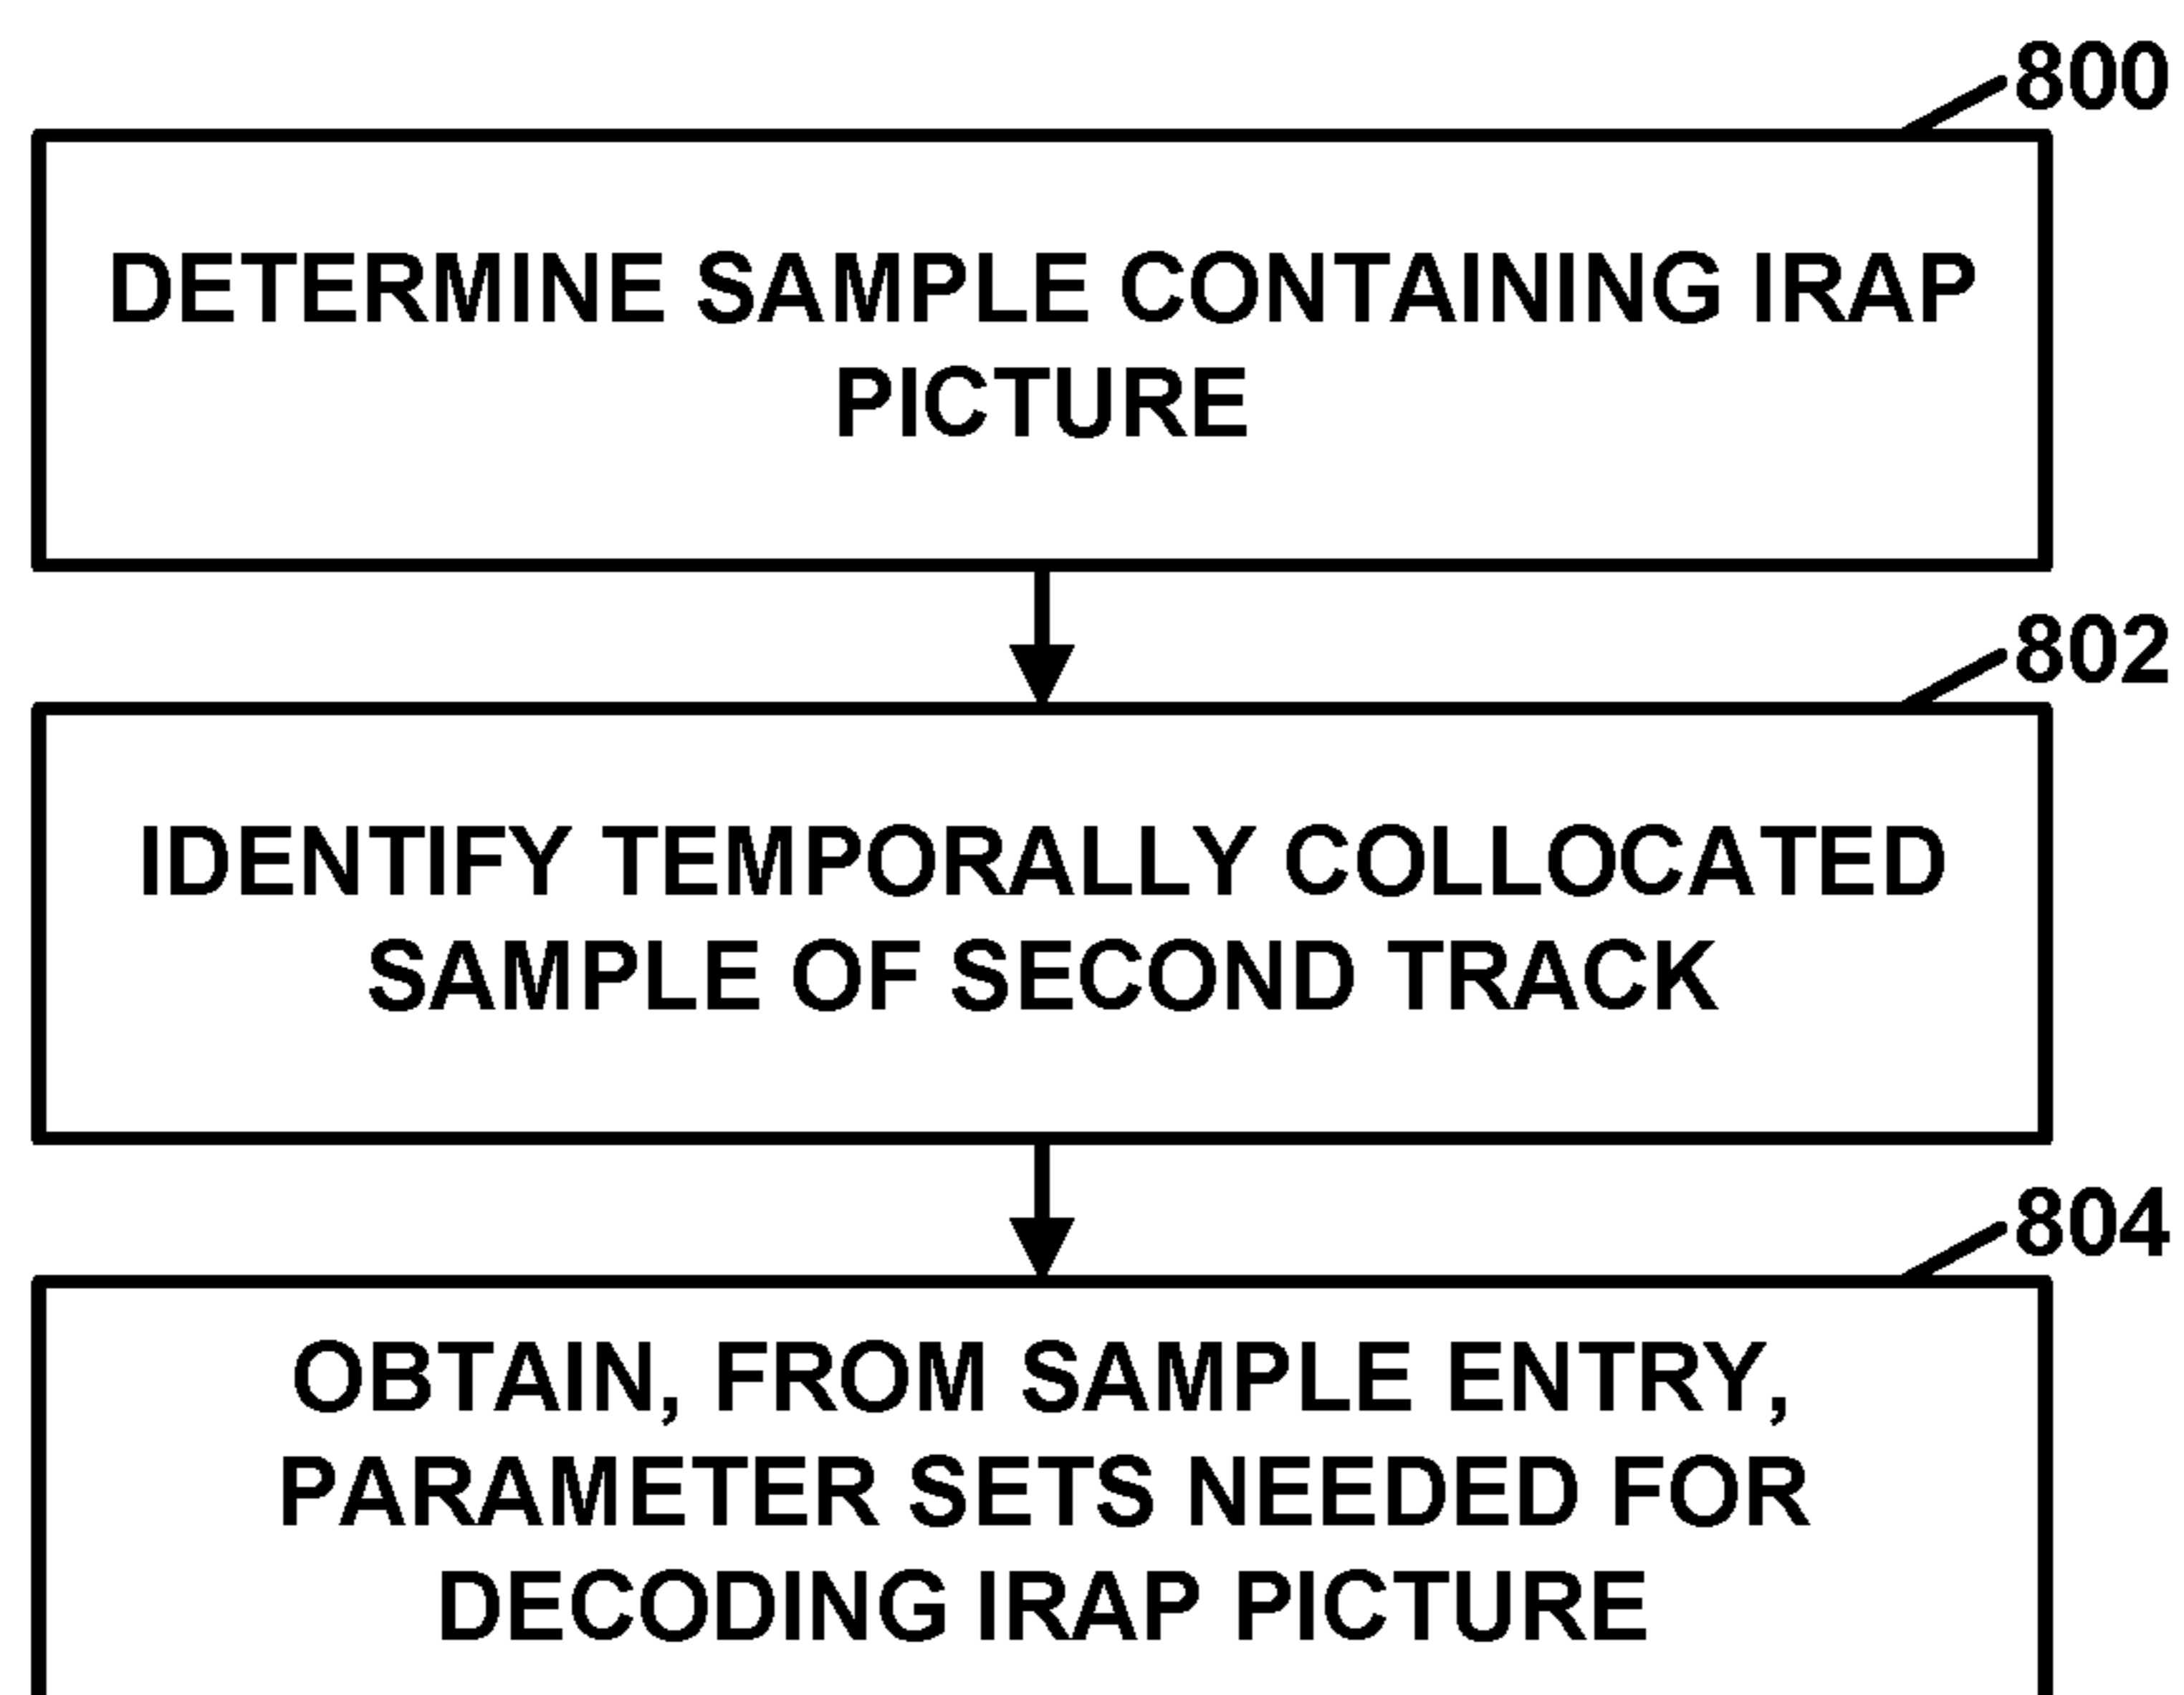 800
DETERMINE SAMPLE CONTAINING IRAP
PICTURE
802
IDENTIFY TEMPORALLY COLLOCATED
SAMPLE OF SECOND TRACK
804
OBTAIN, FROM SAMPLE ENTRY,
PARAMETER SETS NEEDED FOR
DECODING IRAP PICTURE